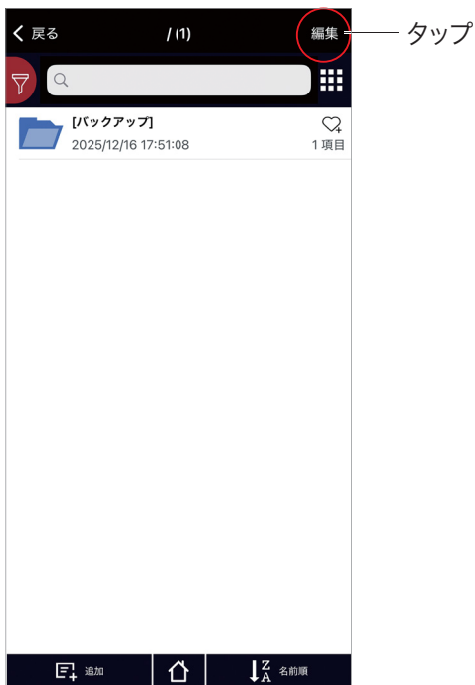 戻る
/ (1)
編集
タップ
[バックアップ]
2025/12/16 17:51:08
1 項目
追加
Z
A
名前順